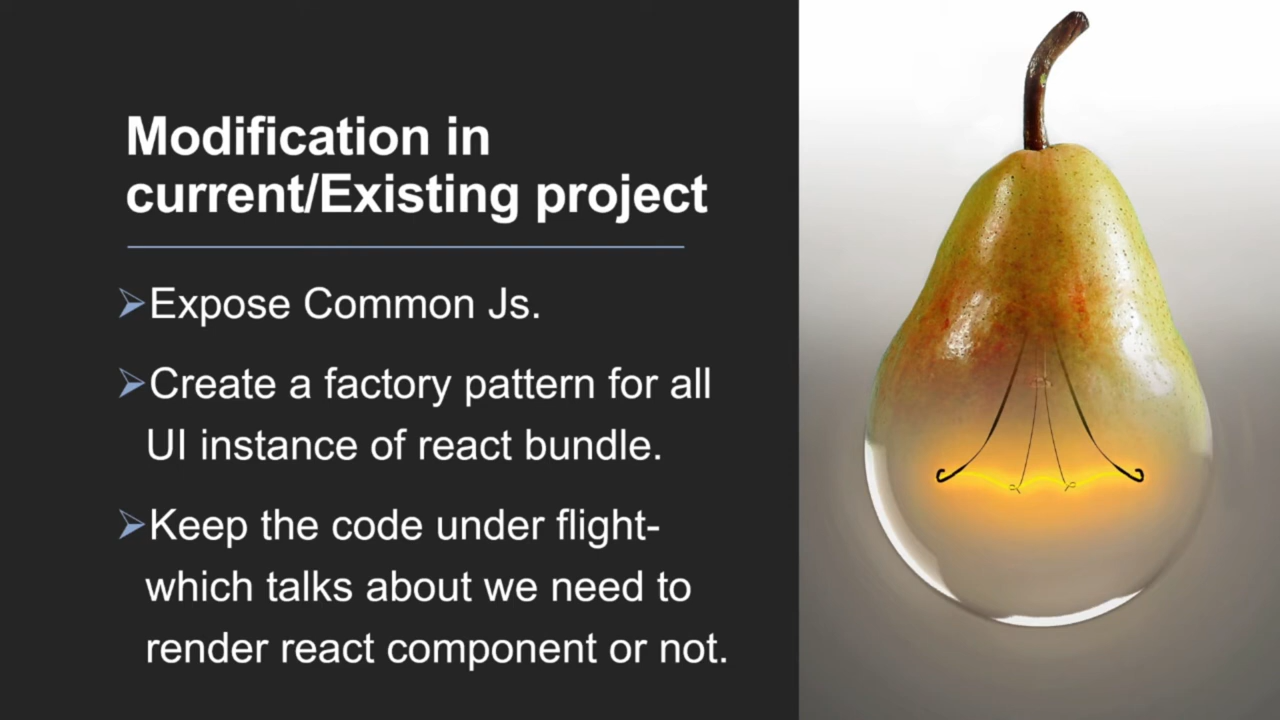 Modification in
current/Existing project
➢Expose Common Js.
➢Create a factory pattern for all
UI instance of react bundle.
➢Keep the code under flight-
which talks about we need to
render react component or not.